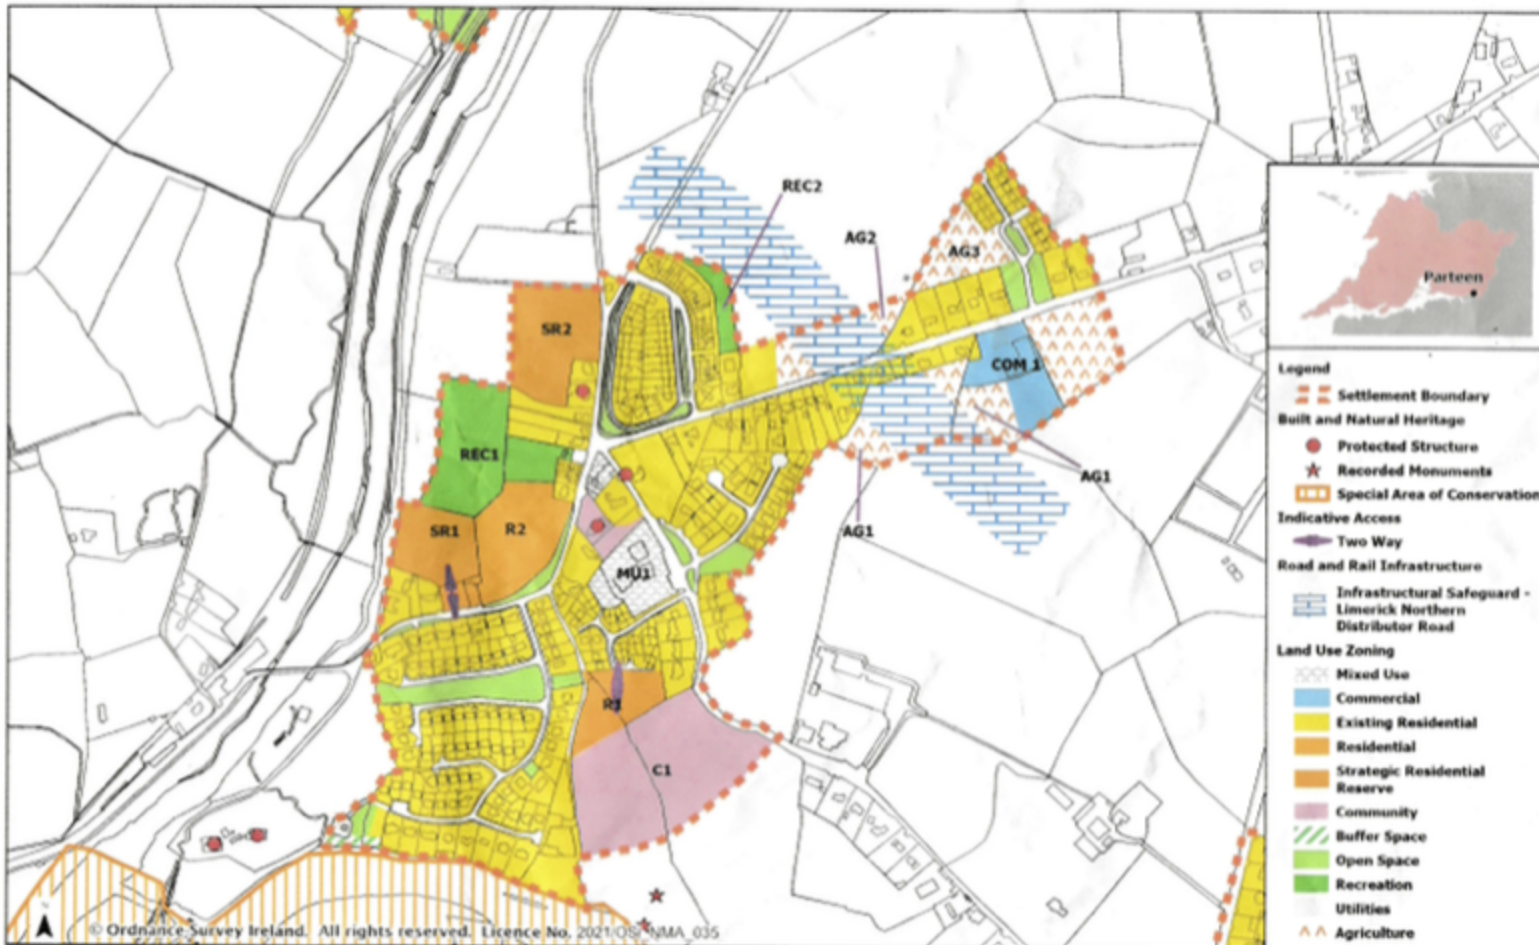 REC2
AG2
AG3
SR2
COM 1
REC1
AG1
SR1
R2
AG1
MU1
R1
C1
© Ordnance Survey Ireland. All rights reserved. Licence No. 2021/OSi_NMA_035
Parteen
Legend
Settlement Boundary
Built and Natural Heritage
Protected Structure
Recorded Monuments
Special Area of Conservation
Indicative Access
Two Way
Road and Rail Infrastructure
Infrastructural Safeguard -
Limerick Northern
Distributor Road
Land Use Zoning
Mixed Use
Commercial
Existing Residential
Residential
Strategic Residential
Reserve
Community
Buffer Space
Open Space
Recreation
Utilities
Agriculture